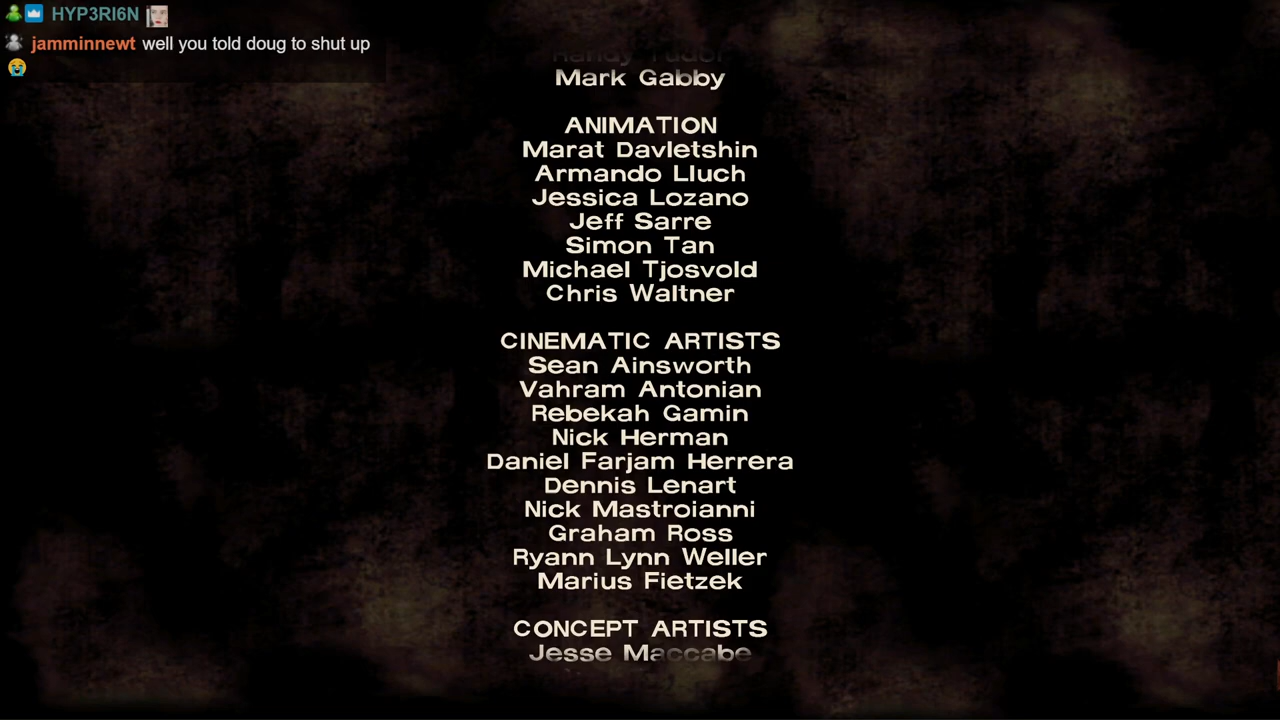 HYP3RI6N
jamminnewt well you told doug to shut up
Randy Tudor
Mark Gabby
ANIMATION
Marat Davletshin
Armando Lluch
Jessica Lozano
Jeff Sarre
Simon Tan
Michael Tjosvold
Chris Waltner
CINEMATIC ARTISTS
Sean Ainsworth
Vahram Antonian
Rebekah Gamin
Nick Herman
Daniel Farjam Herrera
Dennis Lenart
Nick Mastroianni
Graham Ross
Ryann Lynn Weller
Marius Fietzek
CONCEPT ARTISTS
Jesse Maccabe